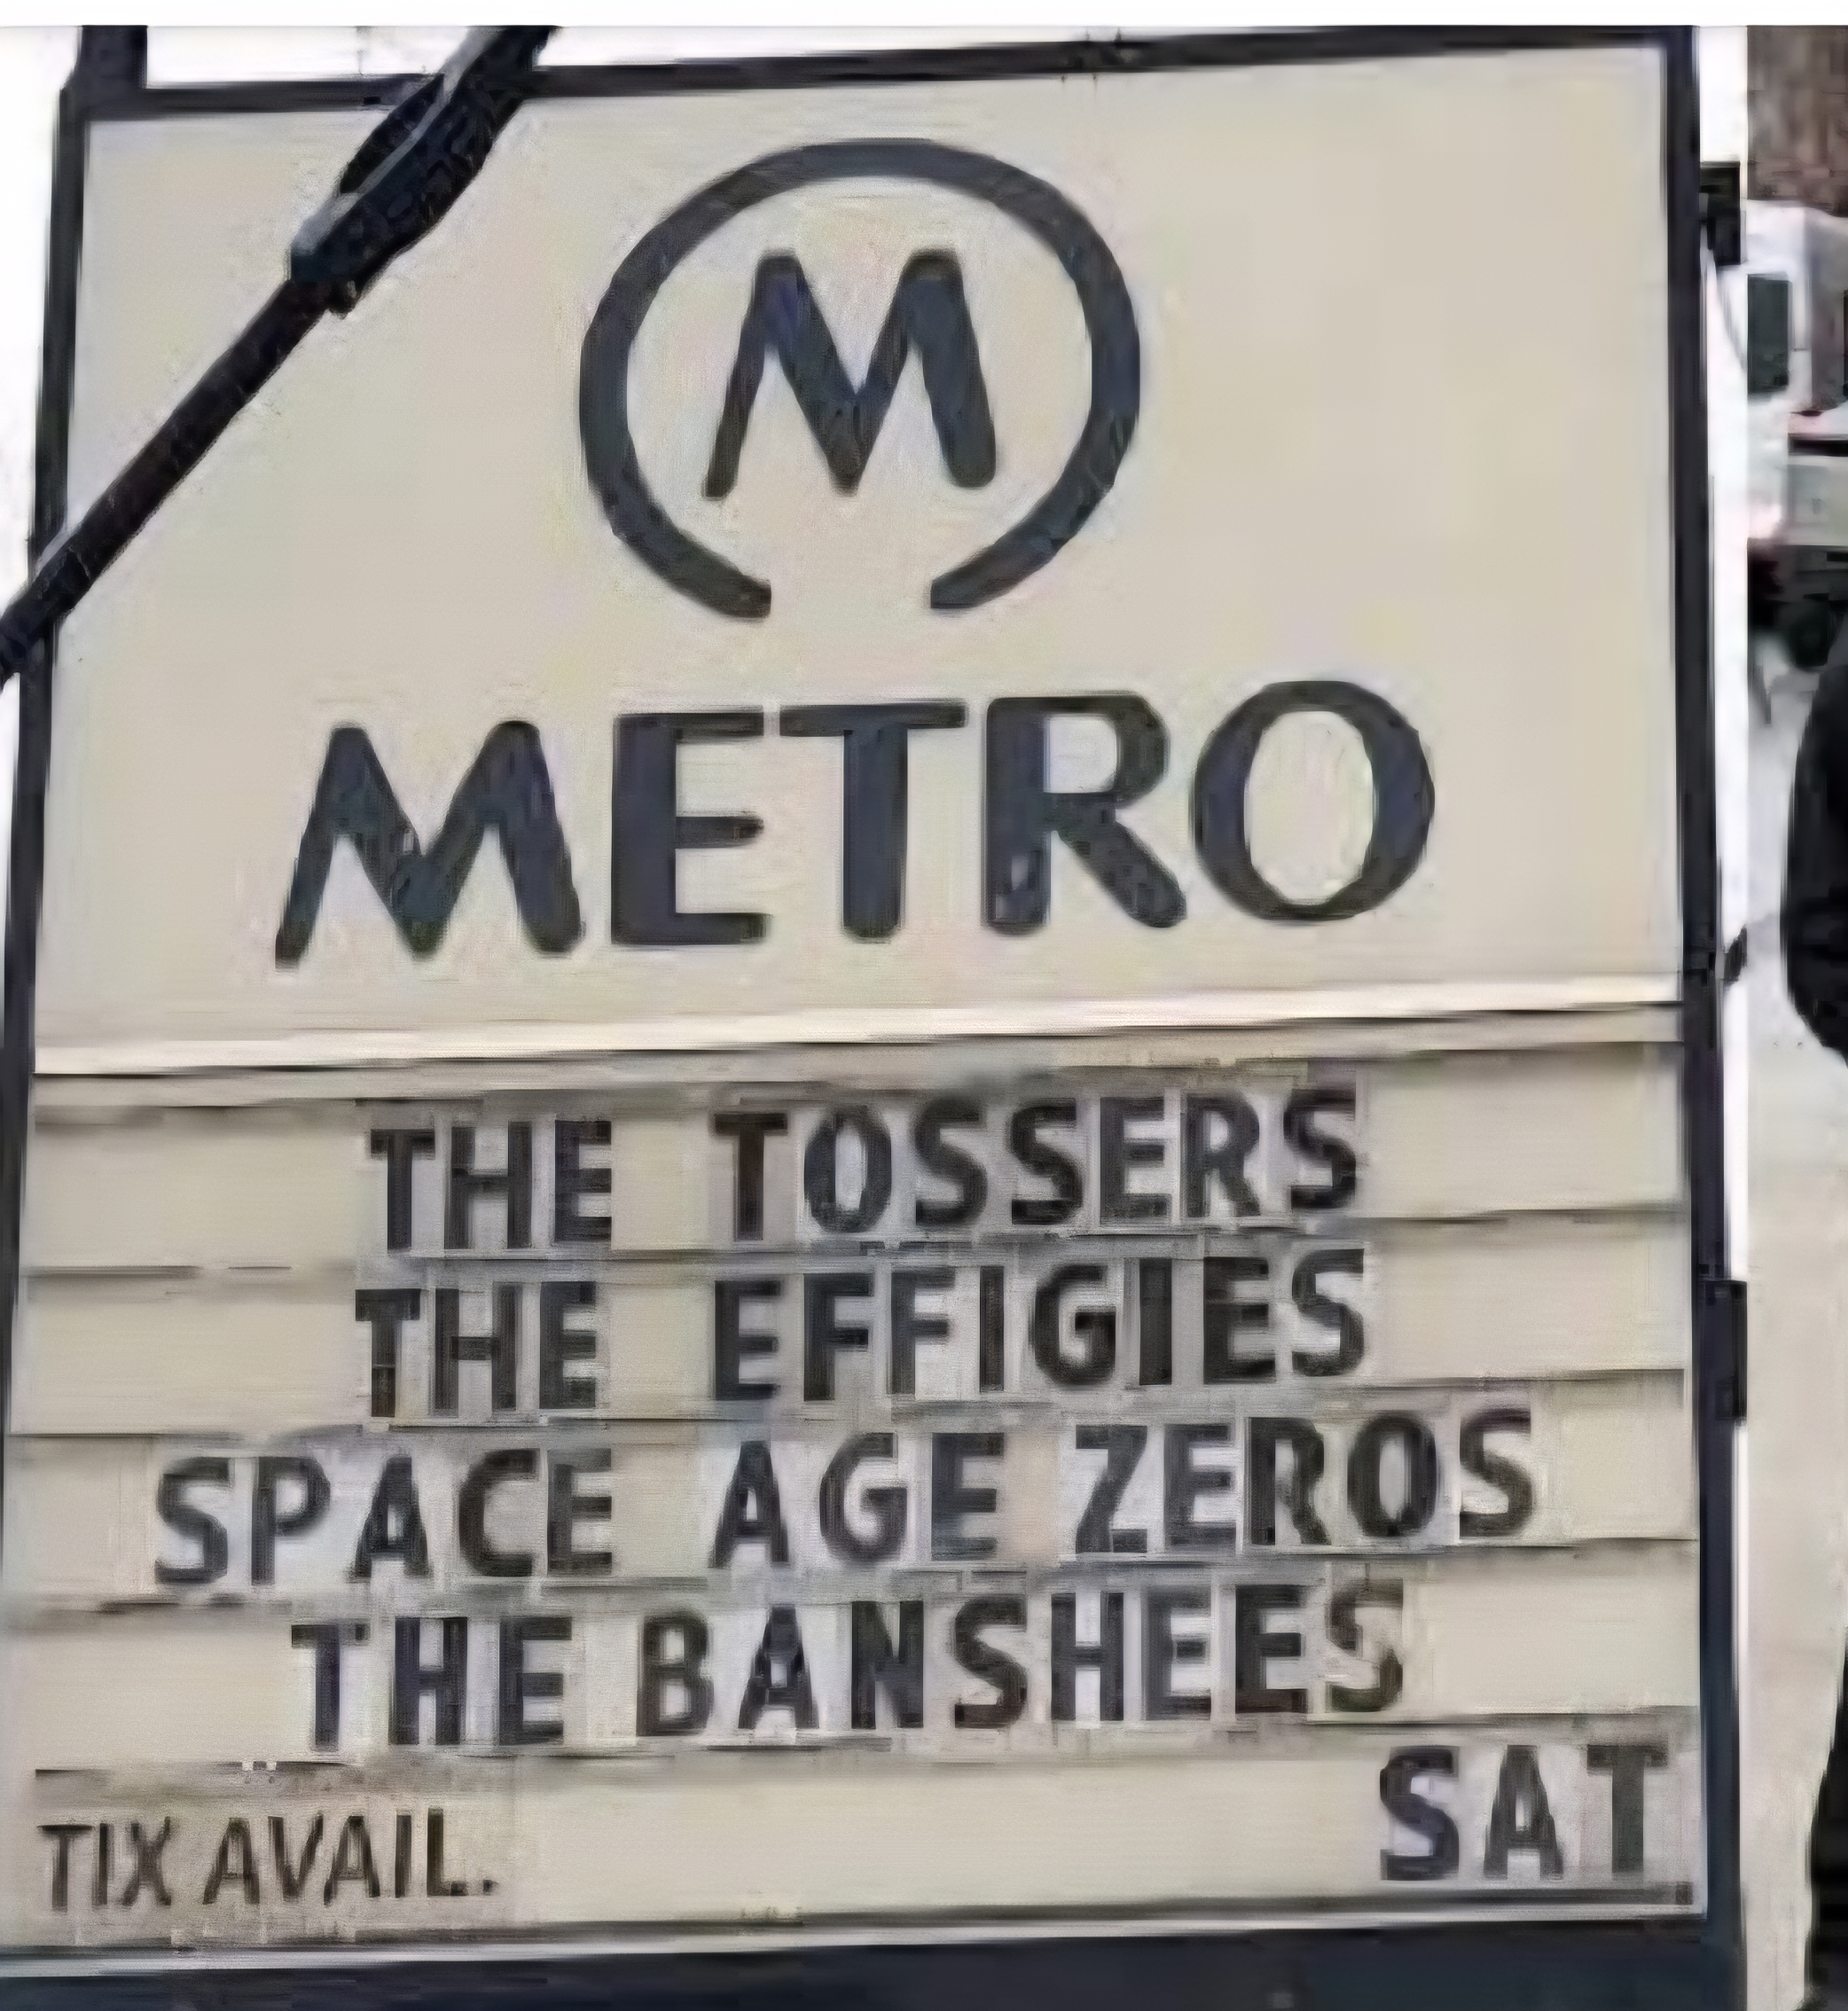 M
METRO
THE TOSSERS
THE EFFIGIES
SPACE AGE ZEROS
THE BANSHEES
SAT
TIX AVAIL.